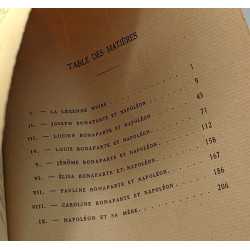 TABLE DES MATIÈRES
I. — LA LÉGENDE NOIRE . . . . . 1
II. — JOSEPH BONAPARTE ET NAPOLÉON . . . . 9
III. — LUCIEN BONAPARTE ET NAPOLÉON . . . . 43
IV. — LOUIS BONAPARTE ET NAPOLÉON . . . . 71
V. — JÉRÔME BONAPARTE ET NAPOLÉON . . . . 112
VI. — ÉLISA BONAPARTE ET NAPOLÉON . . . . 158
VII. — PAULINE BONAPARTE ET NAPOLÉON . . . . 167
VIII. — CAROLINE BONAPARTE ET NAPOLÉON . . . . 186
IX. — NAPOLÉON ET SA MÈRE . . . . 206